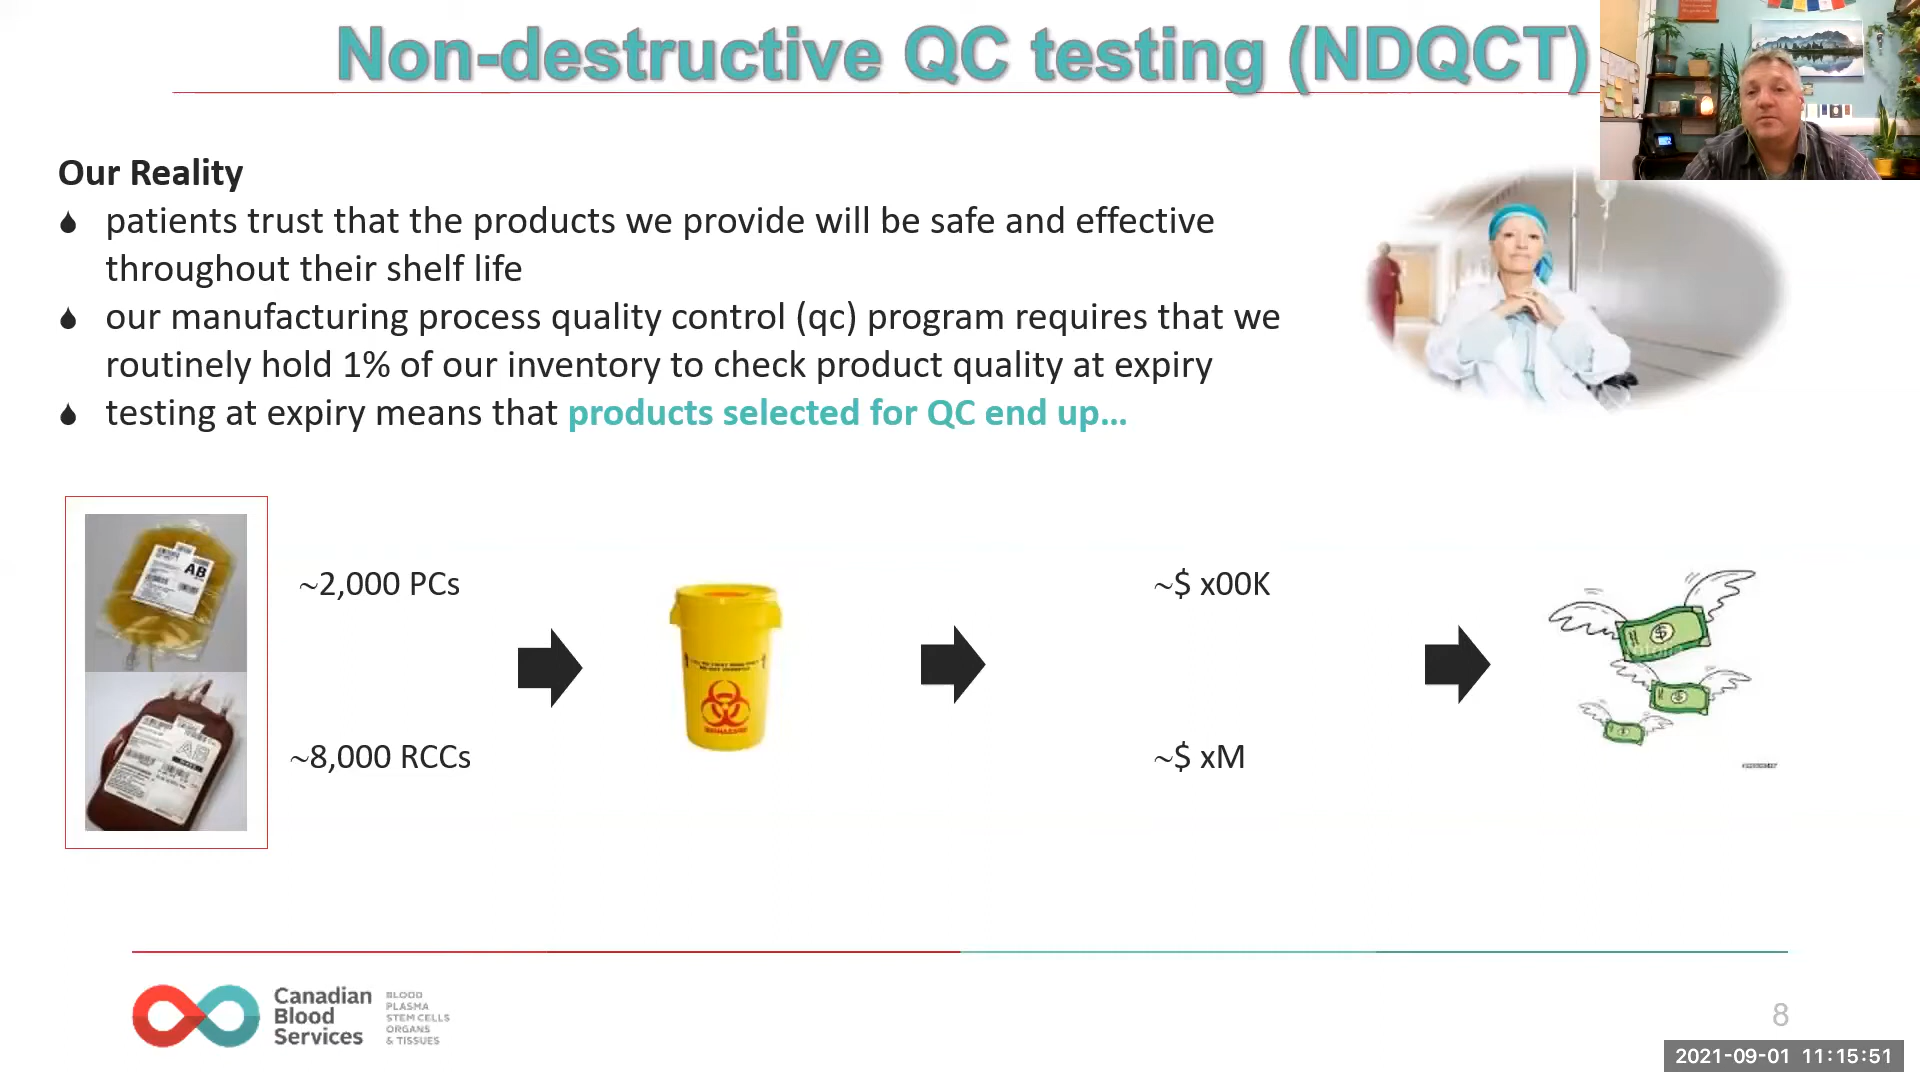 Non-destructive QC testing (NDQCT)
Our Reality
patients trust that the products we provide will be safe and effective
throughout their shelf life
our manufacturing process quality control (qc) program requires that we
routinely hold 1% of our inventory to check product quality at expiry
testing at expiry means that products selected for QC end up...
AB
~2,000 PCs
~$ x00K
BIOHAZARD
~8,000 RCCs
~$ xM
Canadian
Blood
Services
BLOOD
PLASMA
STEM CELLS
ORGANS
& TISSUES
8
2021-09-01 11:15:51